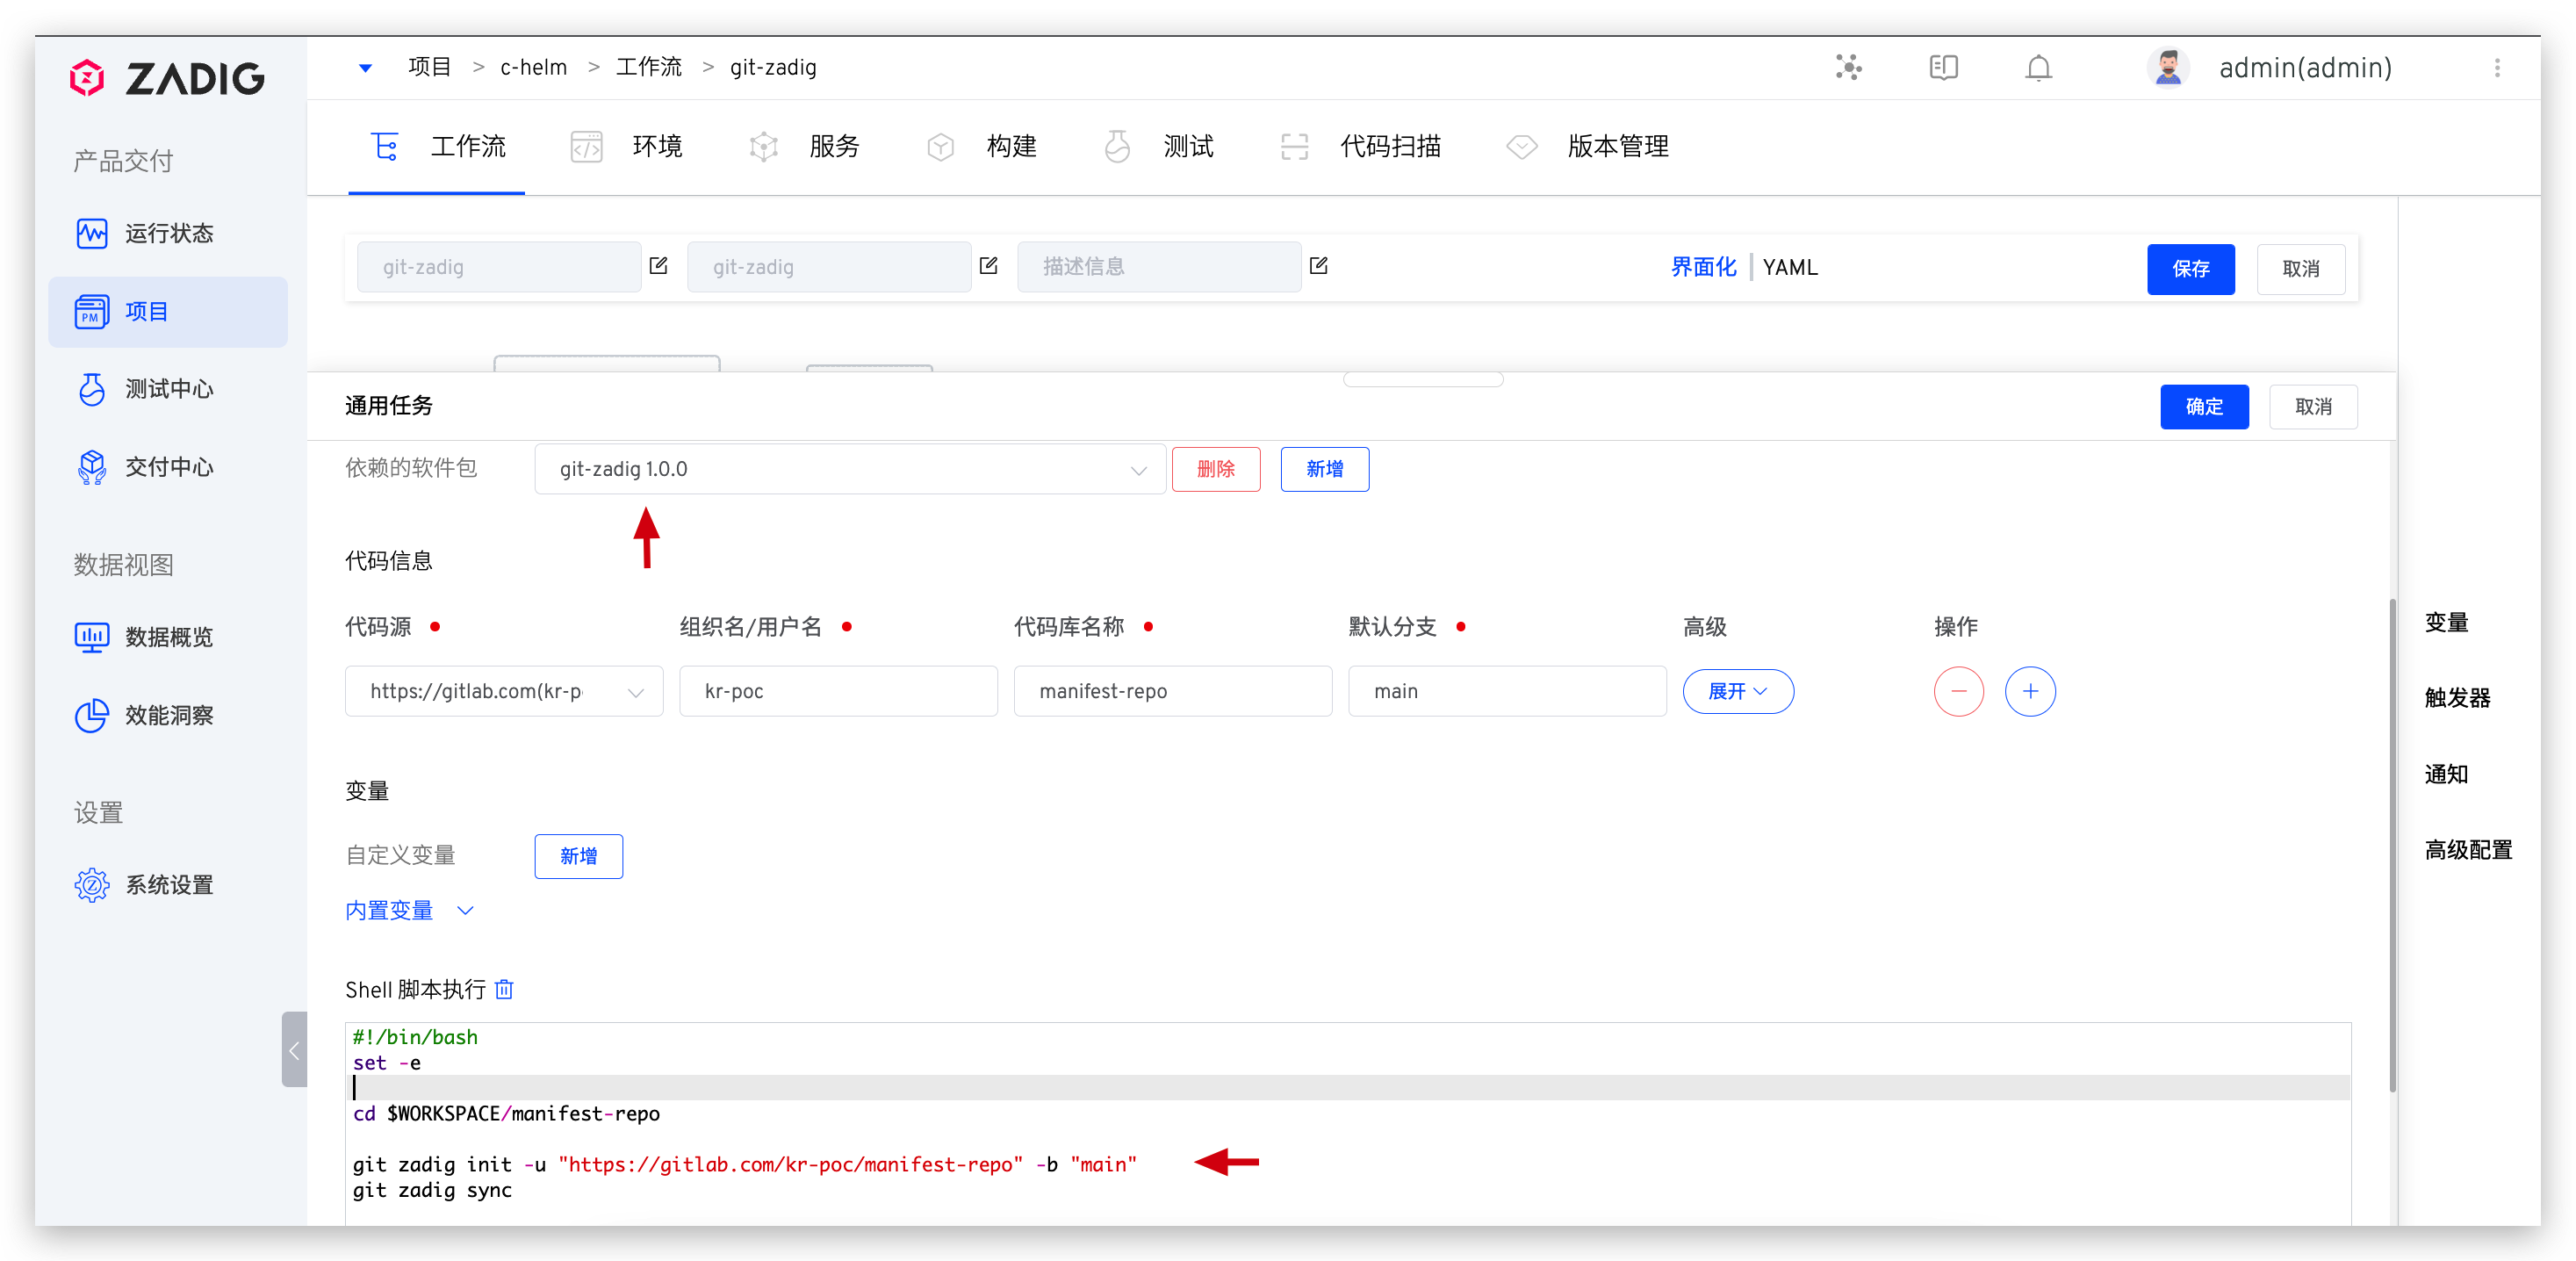 ZADIG
项目 > c-helm > 工作流 > git-zadig
admin(admin)
工作流 环境 服务 构建 测试 代码扫描 版本管理
产品交付
运行状态
PM
项目
测试中心
交付中心
数据视图
数据概览
效能洞察
设置
系统设置
git-zadig git-zadig 描述信息 界面化 | YAML 保存 取消
通用任务 确定 取消
依赖的软件包 git-zadig 1.0.0 删除 新增
代码信息
代码源 组织名/用户名 代码库名称 默认分支 高级 操作
https://gitlab.com(kr-p kr-poc manifest-repo main 展开
变量
自定义变量 新增
内置变量
Shell 脚本执行
#!/bin/bash
set -e
cd $WORKSPACE/manifest-repo
git zadig init -u "https://gitlab.com/kr-poc/manifest-repo" -b "main"
git zadig sync
变量
触发器
通知
高级配置